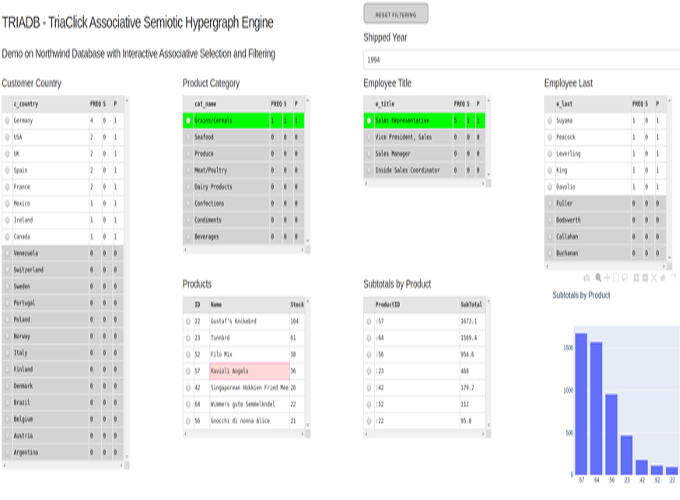 TRIADB - TriaClick Associative Semiotic Hypergraph Engine
Demo on Northwind Database with Interactive Associative Selection and Filtering
RESET FILTERING
Shipped Year
1994
Customer Country
c_country FREQ S P
Germany 4 0 1
USA 2 0 1
UK 2 0 1
Spain 2 0 1
France 2 0 1
Mexico 1 0 1
Ireland 1 0 1
Canada 1 0 1
Venezuela 0 0 0
Switzerland 0 0 0
Sweden 0 0 0
Portugal 0 0 0
Poland 0 0 0
Norway 0 0 0
Italy 0 0 0
Finland 0 0 0
Denmark 0 0 0
Brazil 0 0 0
Belgium 0 0 0
Austria 0 0 0
Argentina 0 0 0
Product Category
cat_name FREQ S P
Grains/Cereals 1 1 1
Seafood 0 0 0
Produce 0 0 0
Meat/Poultry 0 0 0
Dairy Products 0 0 0
Confections 0 0 0
Condiments 0 0 0
Beverages 0 0 0
Employee Title
e_title FREQ S P
Sales Representative 5 1 1
Vice President, Sales 0 0 0
Sales Manager 0 0 0
Inside Sales Coordinator 0 0 0
Employee Last
e_last FREQ S P
Suyama 1 0 1
Peacock 1 0 1
Leverling 1 0 1
King 1 0 1
Davolio 1 0 1
Fuller 0 0 0
Dodsworth 0 0 0
Callahan 0 0 0
Buchanan 0 0 0
Products
ID Name Stock
22 Gustaf's Knckebrd 104
23 Tunnbrd 61
52 Filo Mix 38
57 Ravioli Angelo 36
42 Singaporean Hokkien Fried Mee 26
64 Wimmers gute Semmelkndel 22
56 Gnocchi di nonna Alice 21
Subtotals by Product
ProductID SubTotal
:57 1673.1
:64 1569.4
:56 954.6
:23 468
:42 179.2
:52 112
:22 95.8
Subtotals by Product
1500
1000
500
0
:57 :64 :56 :23 :42 :52 :22